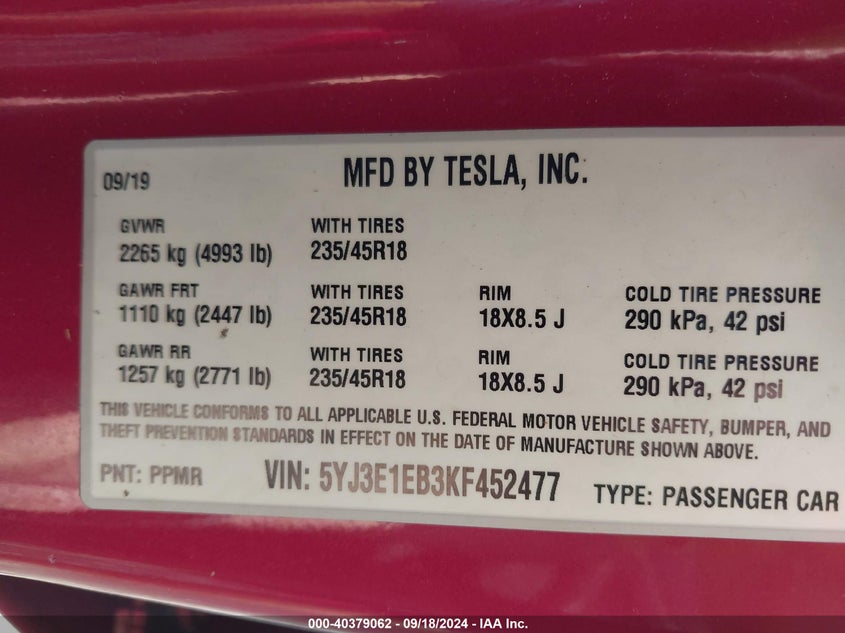 09/19 MFD BY TESLA, INC.
GVWR WITH TIRES
2265 kg (4993 lb) 235/45R18
GAWR FRT WITH TIRES RIM COLD TIRE PRESSURE
1110 kg (2447 lb) 235/45R18 18X8.5 J 290 kPa, 42 psi
GAWR RR WITH TIRES RIM COLD TIRE PRESSURE
1257 kg (2771 lb) 235/45R18 18X8.5 J 290 kPa, 42 psi
THIS VEHICLE CONFORMS TO ALL APPLICABLE U.S. FEDERAL MOTOR VEHICLE SAFETY, BUMPER, AND
THEFT PREVENTION STANDARDS IN EFFECT ON THE DATE OF MANUFACTURE SHOWN ABOVE.
PNT: PPMR VIN: 5YJ3E1EB3KF452477 TYPE: PASSENGER CAR
000-40379062 - 09/18/2024 - IAA Inc.